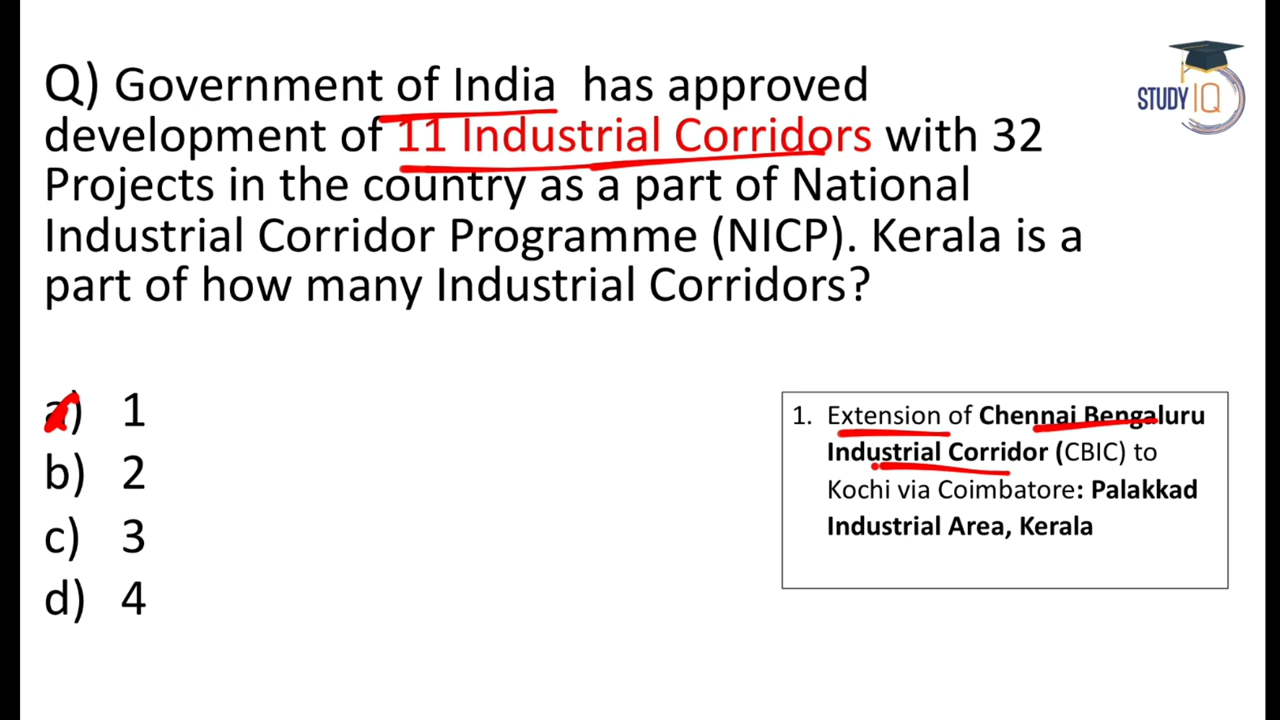 Q) Government of India has approved
development of 11 Industrial Corridors with 32
Projects in the country as a part of National
Industrial Corridor Programme (NICP). Kerala is a
part of how many Industrial Corridors?
a) 1
b) 2
c) 3
d) 4
1. Extension of Chennai Bengaluru
Industrial Corridor (CBIC) to
Kochi via Coimbatore: Palakkad
Industrial Area, Kerala
STUDY IQ